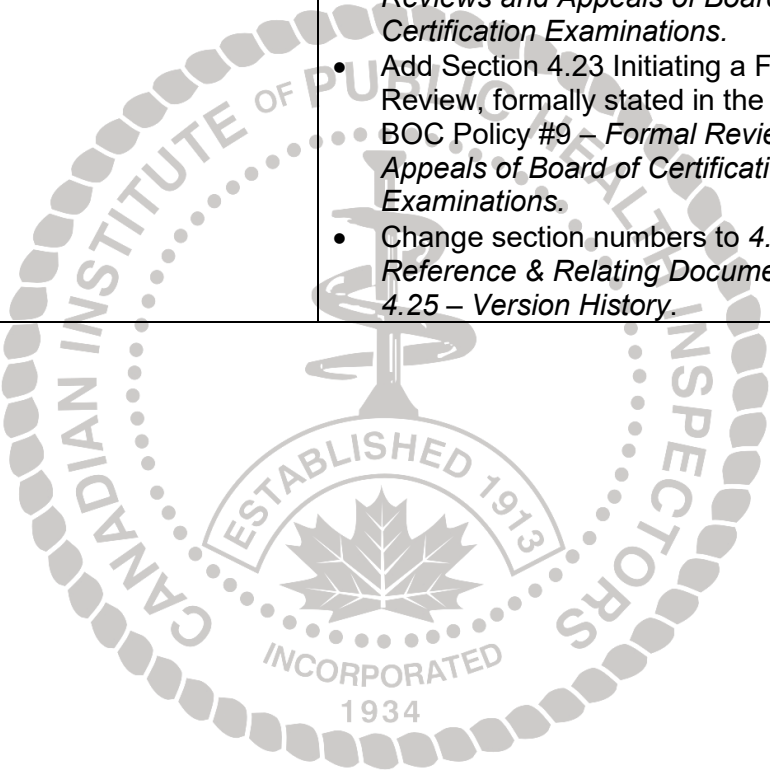 Reviews and Appeals of Board
Certification Examinations.
• Add Section 4.23 Initiating a F
Review, formally stated in the
BOC Policy #9 – Formal Revie
Appeals of Board of Certificati
Examinations.
• Change section numbers to 4.
Reference & Relating Docume
4.25 – Version History.
CANADIAN INSTITUTE OF PUBLIC HEALTH INSPECTORS
ESTABLISHED 1913
INCORPORATED
1934